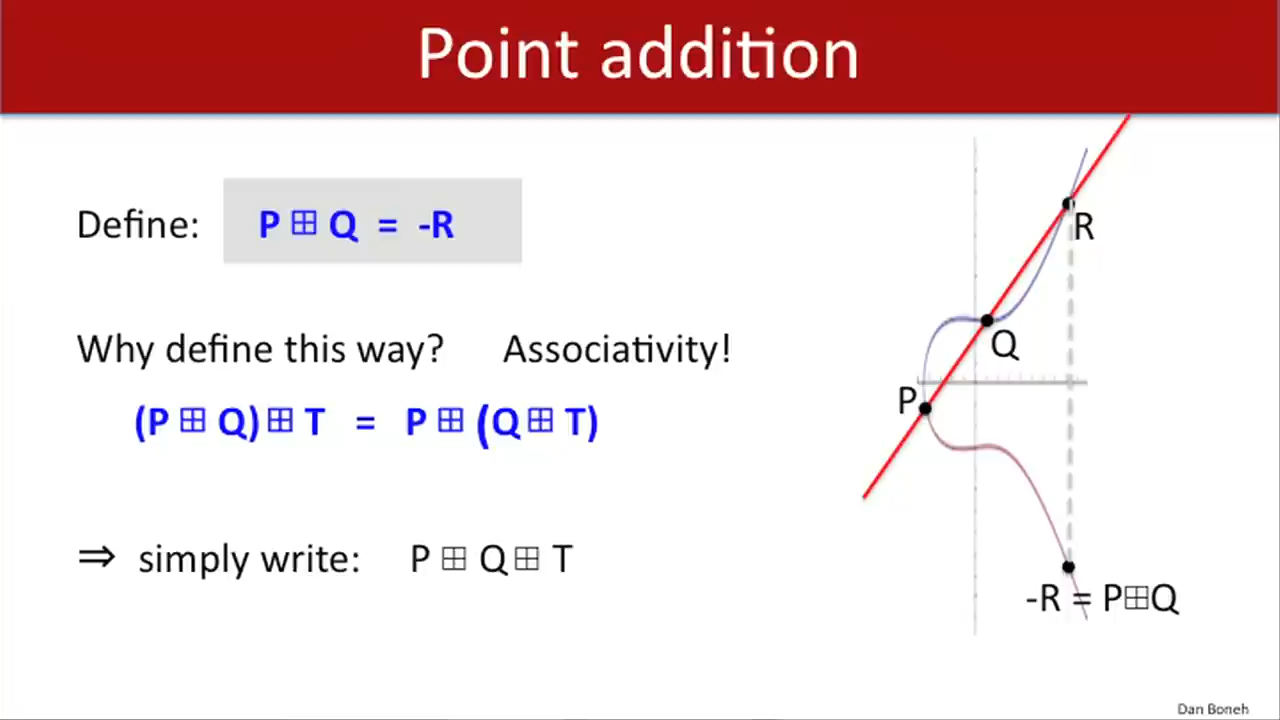 Point addition
Define: P ⊞ Q = -R
Why define this way? Associativity!
(P ⊞ Q) ⊞ T = P ⊞ (Q ⊞ T)
⇒ simply write: P ⊞ Q ⊞ T
R
Q
P
-R = P⊞Q
Dan Boneh